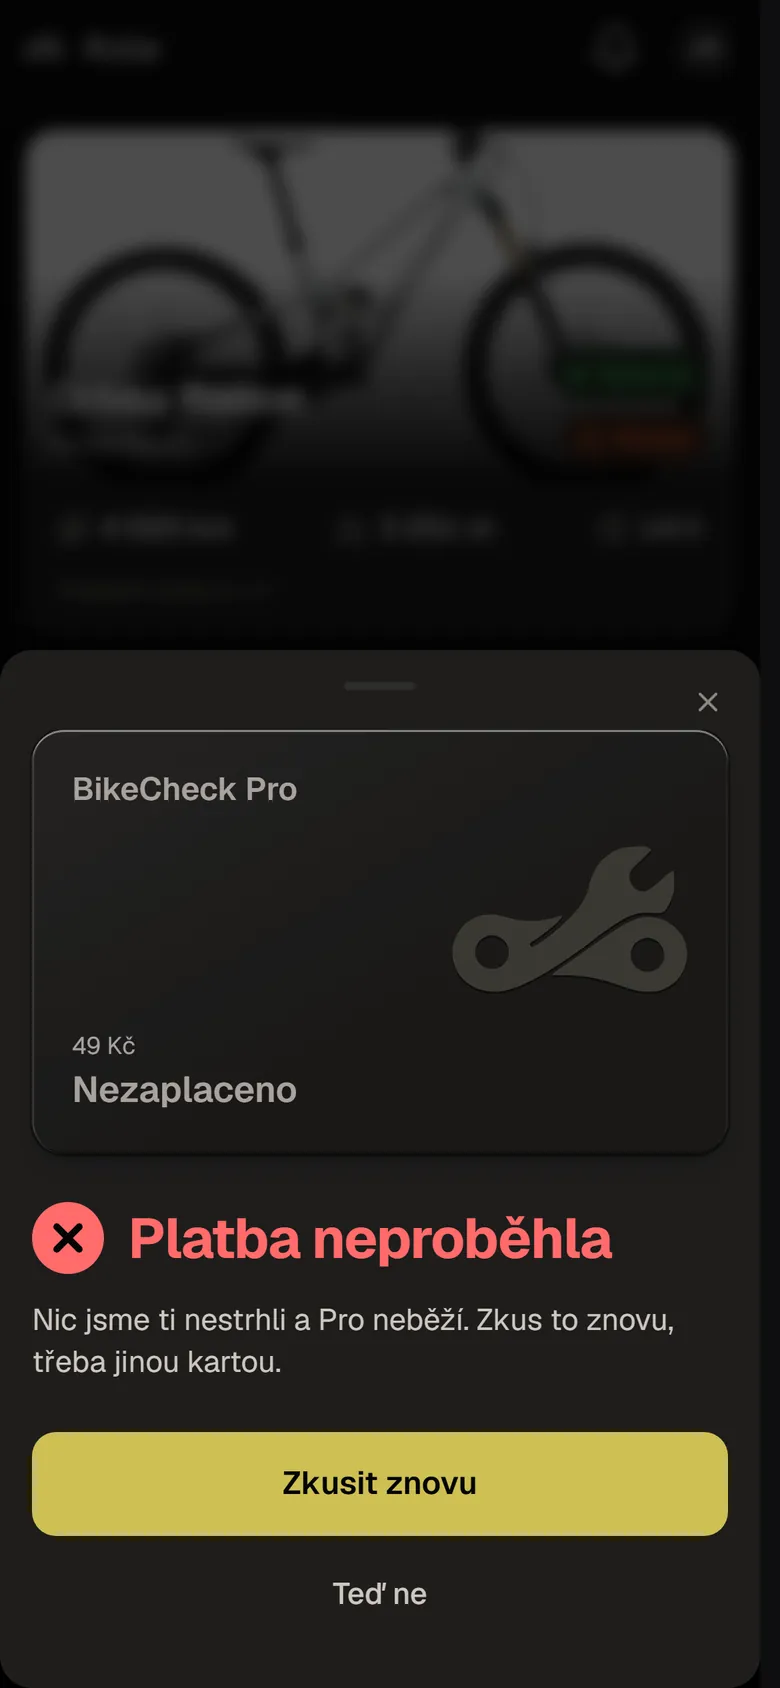 BikeCheck Pro
49 Kč
Nezaplaceno
Platba neproběhla
Nic jsme ti nestrhli a Pro neběží. Zkus to znovu,
třeba jinou kartou.
Zkusit znovu
Teď ne